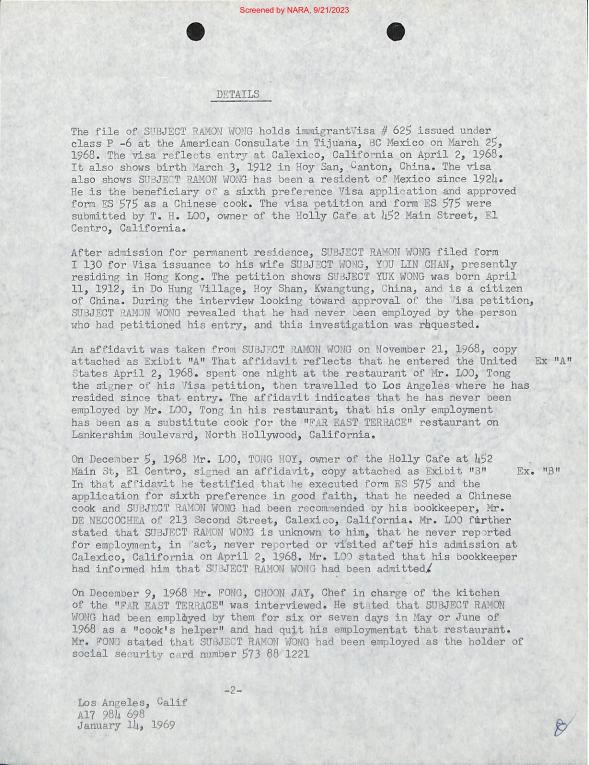 Screened by NARA, 9/21/2023
DETAILS
The file of SUBJECT RAMON WONG holds immigrantVisa # 625 issued under
class P -6 at the American Consulate in Tijuana, BC Mexico on March 25,
1968. The visa reflects entry at Calexico, California on April 2, 1968.
It also shows birth March 3, 1912 in Hoy San, Canton, China. The visa
also shows SUBJECT RAMON WONG has been a resident of Mexico since 1924.
He is the beneficiary of a sixth preference Visa application and approved
form ES 575 as a Chinese cook. The visa petition and form ES 575 were
submitted by T. H. LOO, owner of the Holly Cafe at 452 Main Street, El
Centro, California.
After admission for permanent residence, SUBJECT RAMON WONG filed form
I 130 for Visa issuance to his wife SUBJECT WONG, YOU LIN CHAN, presently
residing in Hong Kong. The petition shows SUBJECT YUK WONG was born April
11, 1912, in Do Hung Village, Hoy Shan, Kwangtung, China, and is a citizen
of China. During the interview looking toward approval of the Visa petition,
SUBJECT RAMON WONG revealed that he had never been employed by the person
who had petitioned his entry, and this investigation was requested.
An affidavit was taken from SUBJECT RAMON WONG on November 21, 1968, copy
attached as Exibit "A" That affidavit reflects that he entered the United Ex "A"
States April 2, 1968. spent one night at the restaurant of Mr. LOO, Tong
the signer of his Visa petition, then travelled to Los Angeles where he has
resided since that entry. The affidavit indicates that he has never been
employed by Mr. LOO, Tong in his restaurant, that his only employment
has been as a substitute cook for the "FAR EAST TERRACE" restaurant on
Lankershim Boulevard, North Hollywood, California.
On December 5, 1968 Mr. LOO, TONG HOY, owner of the Holly Cafe at 452
Main St, El Centro, signed an affidavit, copy attached as Exibit "B" Ex. "B"
In that affidavit he testified that he executed form ES 575 and the
application for sixth preference in good faith, that he needed a Chinese
cook and SUBJECT RAMON WONG had been recommended by his bookkeeper, Mr.
DE NECCOCHEA of 213 Second Street, Calexico, California. Mr. LOO further
stated that SUBJECT RAMON WONG is unknown to him, that he never reported
for employment, in fact, never reported or visited after his admission at
Calexico, California on April 2, 1968. Mr. LOO stated that his bookkeeper
had informed him that SUBJECT RAMON WONG had been admitted.
On December 9, 1968 Mr. FONG, CHOON JAY, Chef in charge of the kitchen
of the "FAR EAST TERRACE" was interviewed. He stated that SUBJECT RAMON
WONG had been employed by them for six or seven days in May or June of
1968 as a "cook's helper" and had quit his employmentat that restaurant.
Mr. FONG stated that SUBJECT RAMON WONG had been employed as the holder of
social security card number 573 88 1221
-2-
Los Angeles, Calif
A17 984 698
January 14, 1969